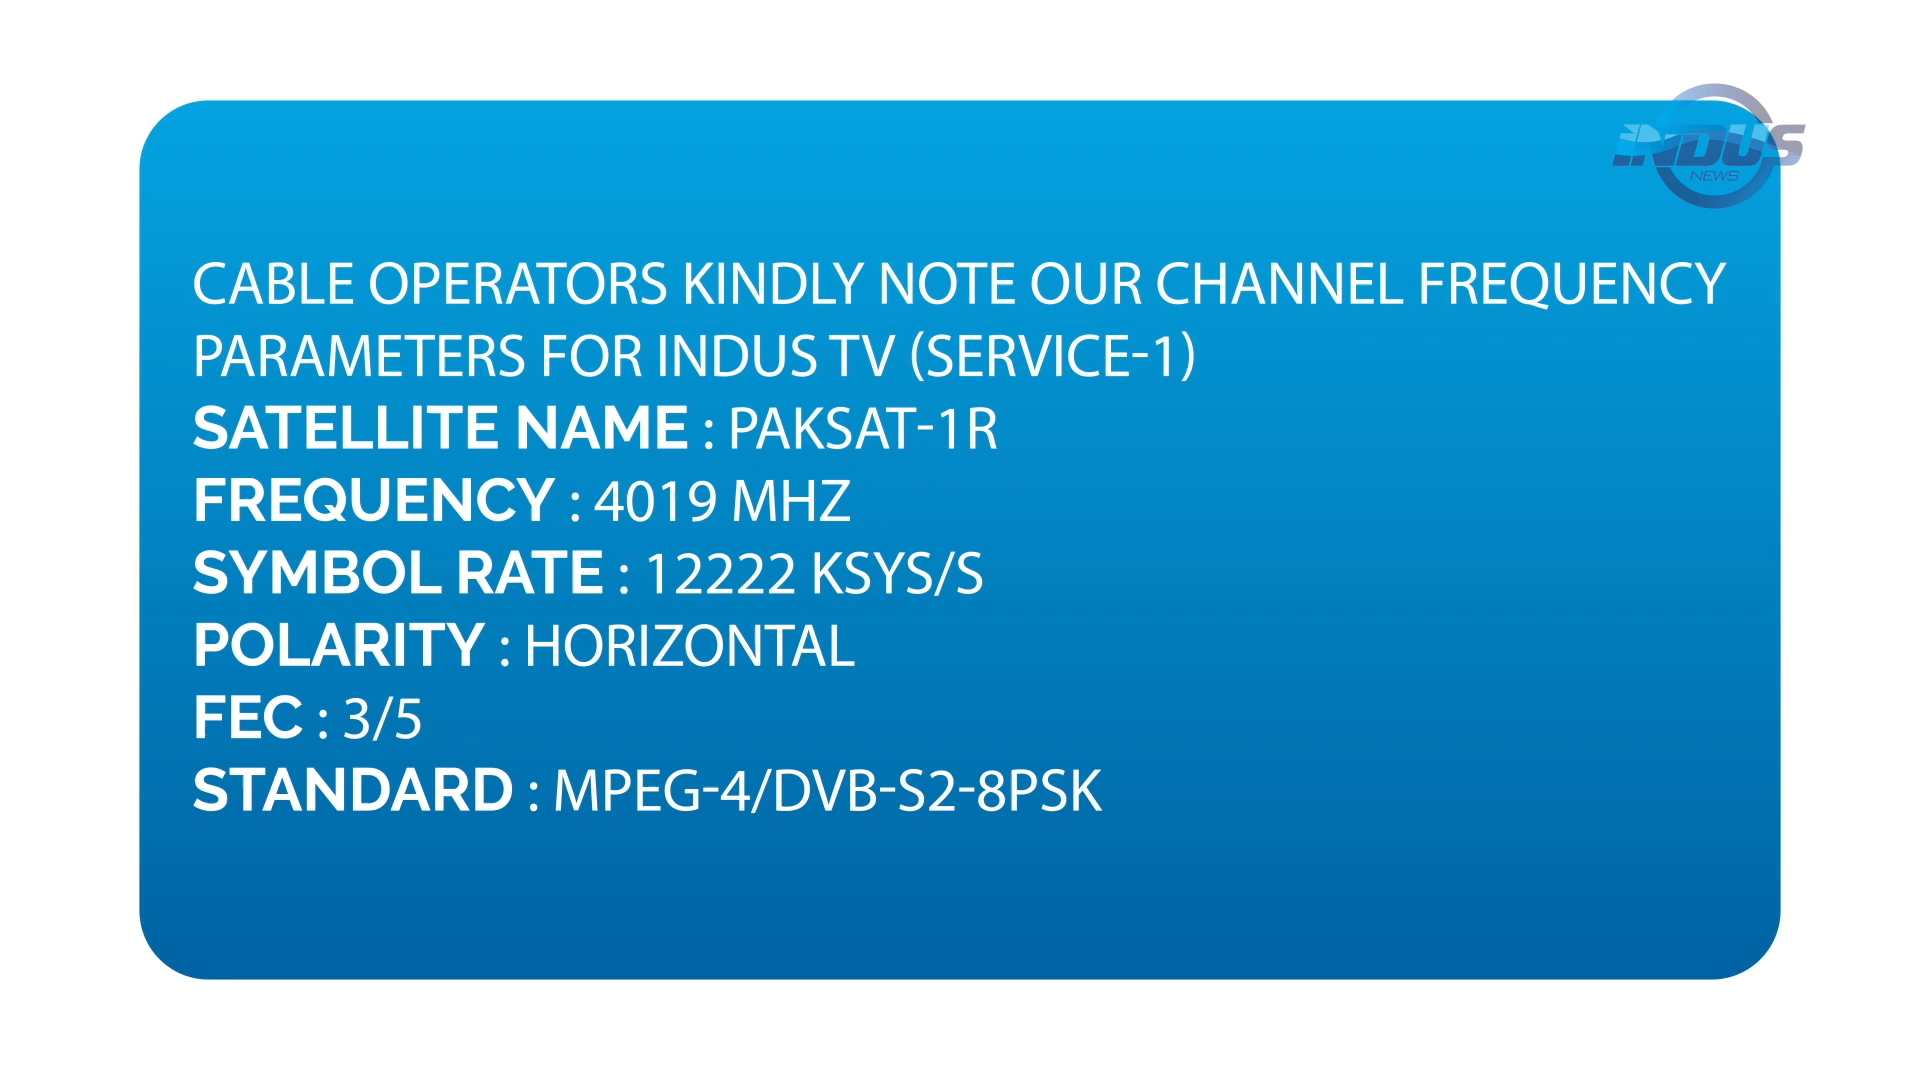 INDUS
NEWS
CABLE OPERATORS KINDLY NOTE OUR CHANNEL FREQUENCY
PARAMETERS FOR INDUS TV (SERVICE-1)
SATELLITE NAME : PAKSAT-1R
FREQUENCY : 4019 MHZ
SYMBOL RATE : 12222 KSYS/S
POLARITY : HORIZONTAL
FEC : 3/5
STANDARD : MPEG-4/DVB-S2-8PSK